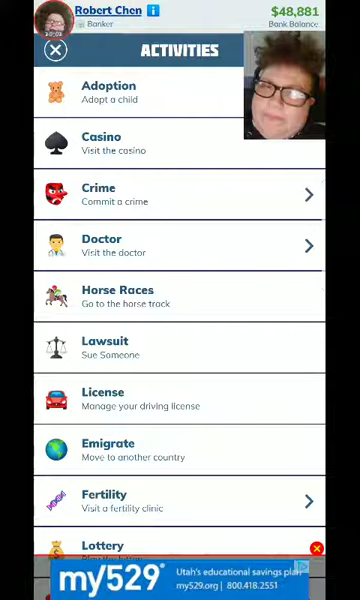 Robert Chen
$48,881
Banker
Bank Balance
ACTIVITIES
Adoption
Adopt a child
Casino
Visit the casino
Crime
Commit a crime
Doctor
Visit the doctor
Horse Races
Go to the horse track
Lawsuit
Sue Someone
License
Manage your driving license
Emigrate
Move to another country
Fertility
Visit a fertility clinic
Lottery
my529
Utah's educational savings plan
my529.org | 800.418.2551